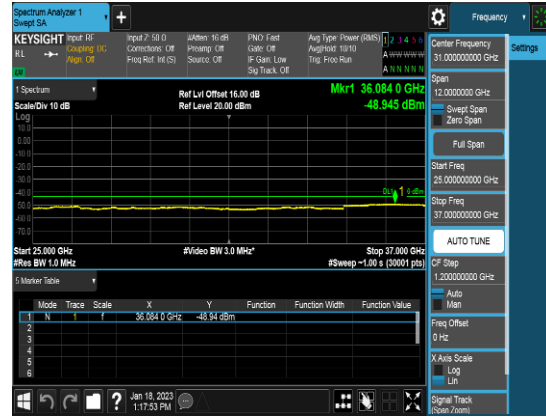 Spectrum Analyzer 1
Swept SA
+
Frequency
KEYSIGHT
RL
Input: RF
Coupling: DC
Align: Off
Input Z: 50 Ω
Corrections: Off
Freq Ref: Int (S)
#Atten: 16 dB
Preamp: Off
Source: Off
PNO: Fast
Gate: Off
IF Gain: Low
Sig Track: Off
Avg Type: Power (RMS)
Avg|Hold: 10/10
Trig: Free Run
1 2 3 4 5 6
A W W W W W
A N N N N N
1 Spectrum
Scale/Div 10 dB
Log
Ref Lvl Offset 16.00 dB
Ref Level 20.00 dBm
Mkr1 36.084 0 GHz
-48.945 dBm
10.0
0.00
-10.0
-20.0
-30.0
-40.0
-50.0
-60.0
-70.0
DL1
1
Start 25.000 GHz
#Res BW 1.0 MHz
#Video BW 3.0 MHz*
Stop 37.000 GHz
#Sweep ~1.00 s (30001 pts)
5 Marker Table
Mode Trace Scale X Y Function Function Width Function Value
1 N 1 f 36.084 0 GHz -48.94 dBm
2
3
4
5
6
Jan 18, 2023
1:17:53 PM
Settings
Center Frequency
31.000000000 GHz
Span
12.0000000 GHz
Swept Span
Zero Span
Full Span
Start Freq
25.000000000 GHz
Stop Freq
37.000000000 GHz
AUTO TUNE
CF Step
1.200000000 GHz
Auto
Man
Freq Offset
0 Hz
X Axis Scale
Log
Lin
Signal Track
(Span Zoom)